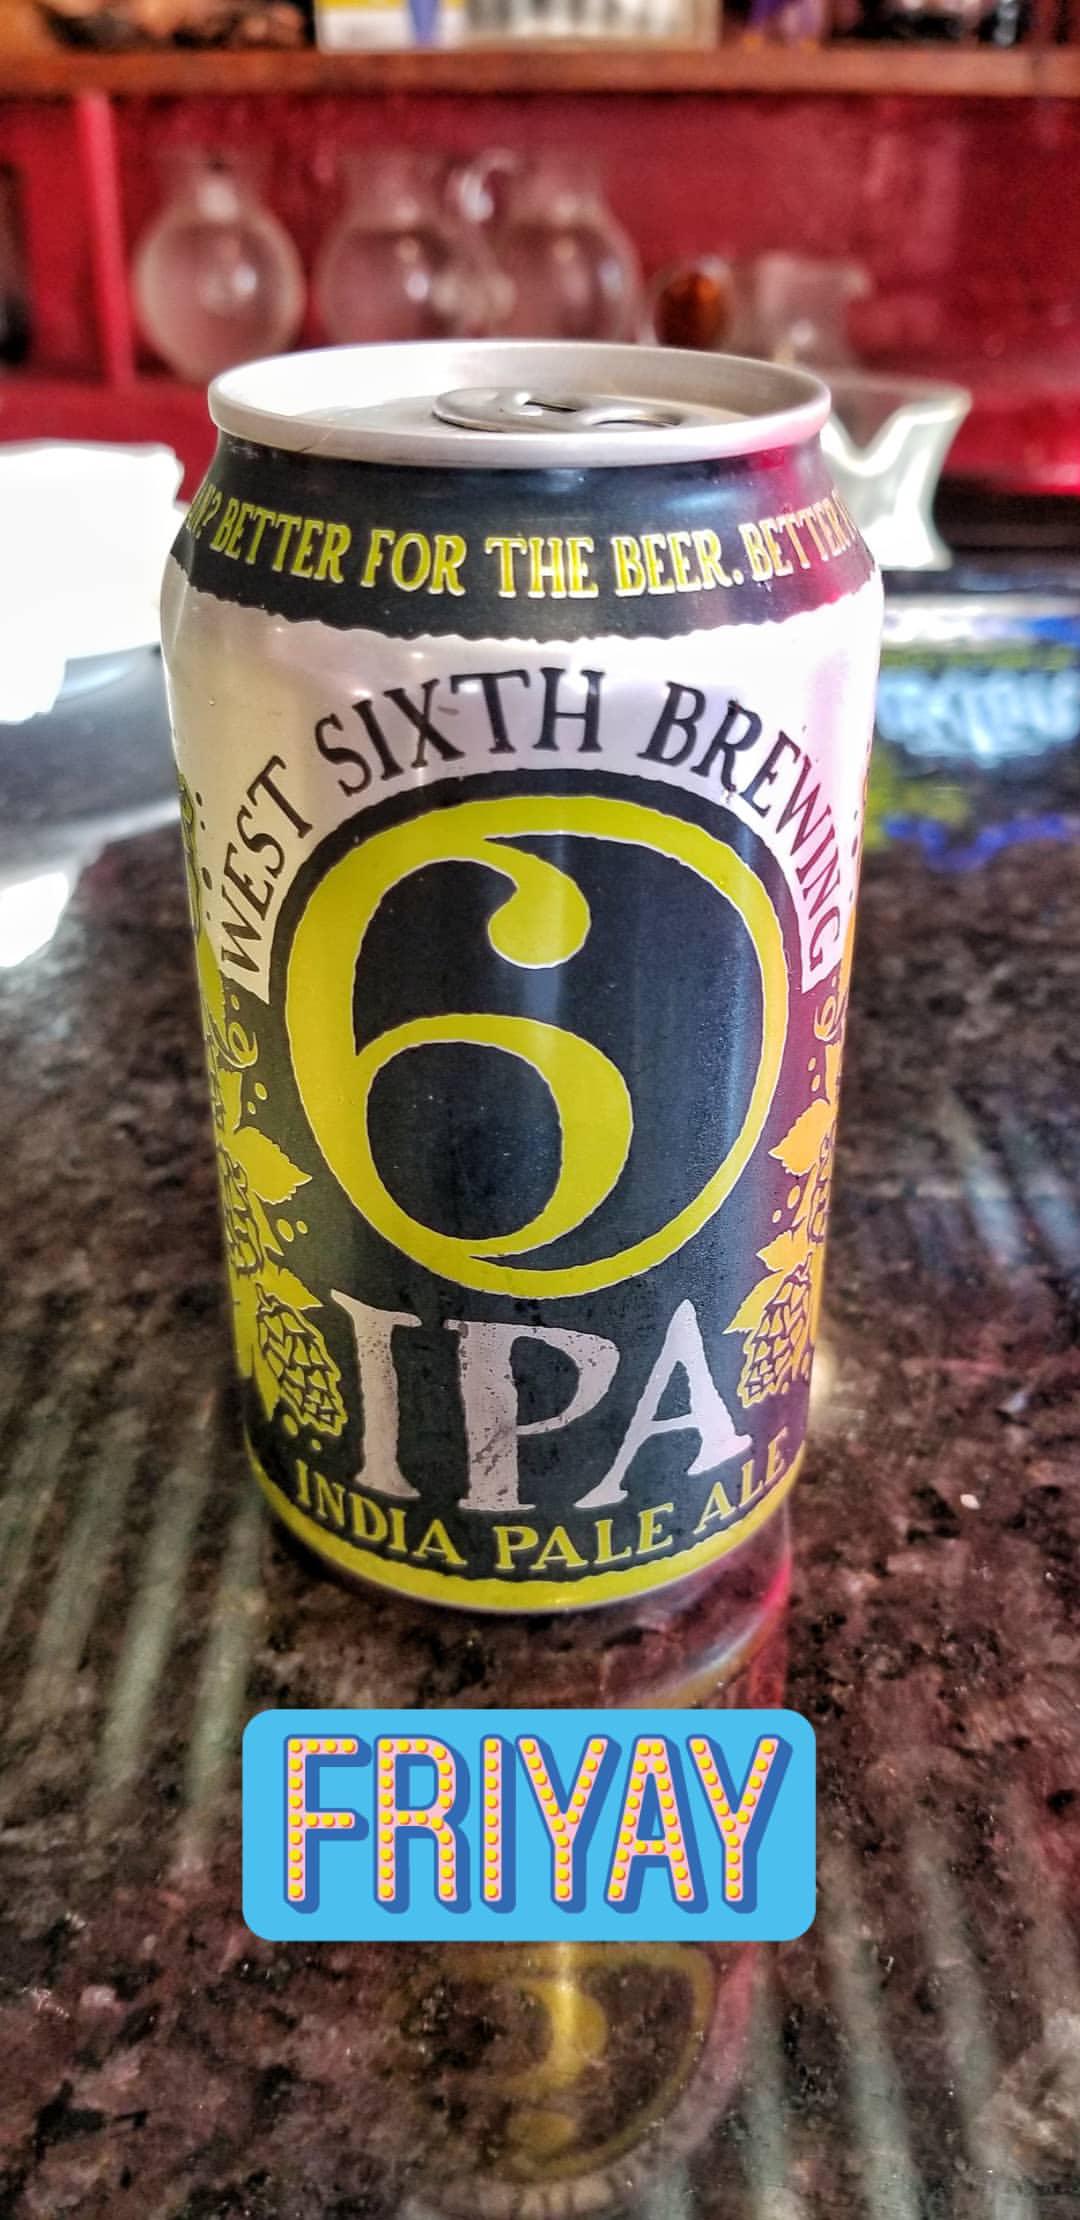 BETTER FOR THE BEER. BETTER
WEST SIXTH BREWING
6
IPA
INDIA PALE ALE
FRIYAY